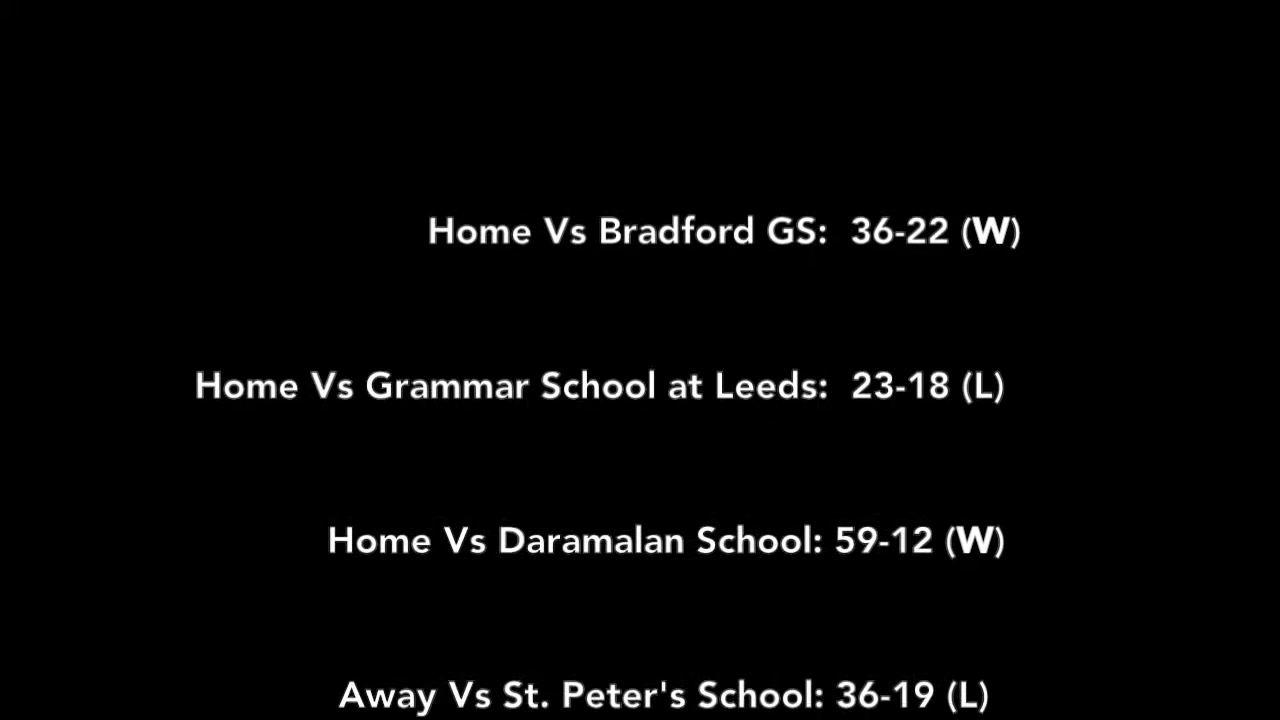 Home Vs Bradford GS:  36-22 (W)
Home Vs Grammar School at Leeds:  23-18 (L)
Home Vs Daramalan School: 59-12 (W)
Away Vs St. Peter's School: 36-19 (L)